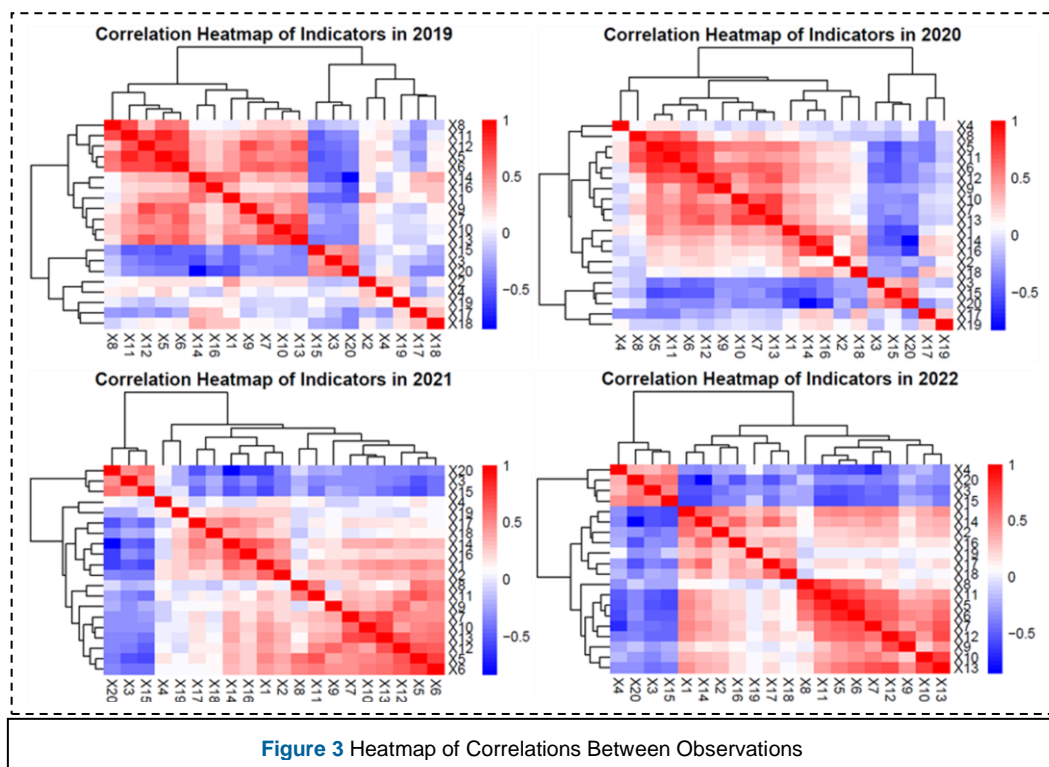 Correlation Heatmap of Indicators in 2019
X8
X11
X12
X5
X6
X14
X16
X1
X9
X7
X10
X13
X15
X3
X20
X2
X4
X19
X17
X18
1
0.5
0
−0.5
X8 X11 X12 X5 X6 X14 X16 X1 X9 X7 X10 X13 X15 X3 X20 X2 X4 X19 X17 X18
Correlation Heatmap of Indicators in 2020
X4
X8
X5
X11
X6
X12
X9
X10
X7
X13
X1
X14
X16
X2
X18
X3
X15
X20
X17
X19
1
0.5
0
−0.5
X4 X8 X5 X11 X6 X12 X9 X10 X7 X13 X1 X14 X16 X2 X18 X3 X15 X20 X17 X19
Correlation Heatmap of Indicators in 2021
X20
X3
X15
X4
X19
X17
X18
X14
X16
X1
X2
X8
X11
X9
X7
X10
X13
X12
X5
X6
1
0.5
0
−0.5
X20 X3 X15 X4 X19 X17 X18 X14 X16 X1 X2 X8 X11 X9 X7 X10 X13 X12 X5 X6
Correlation Heatmap of Indicators in 2022
X4
X20
X3
X15
X1
X14
X2
X16
X19
X17
X18
X8
X11
X5
X6
X7
X12
X9
X10
X13
1
0.5
0
−0.5
X4 X20 X3 X15 X1 X14 X2 X16 X19 X17 X18 X8 X11 X5 X6 X7 X12 X9 X10 X13
Figure 3 Heatmap of Correlations Between Observations